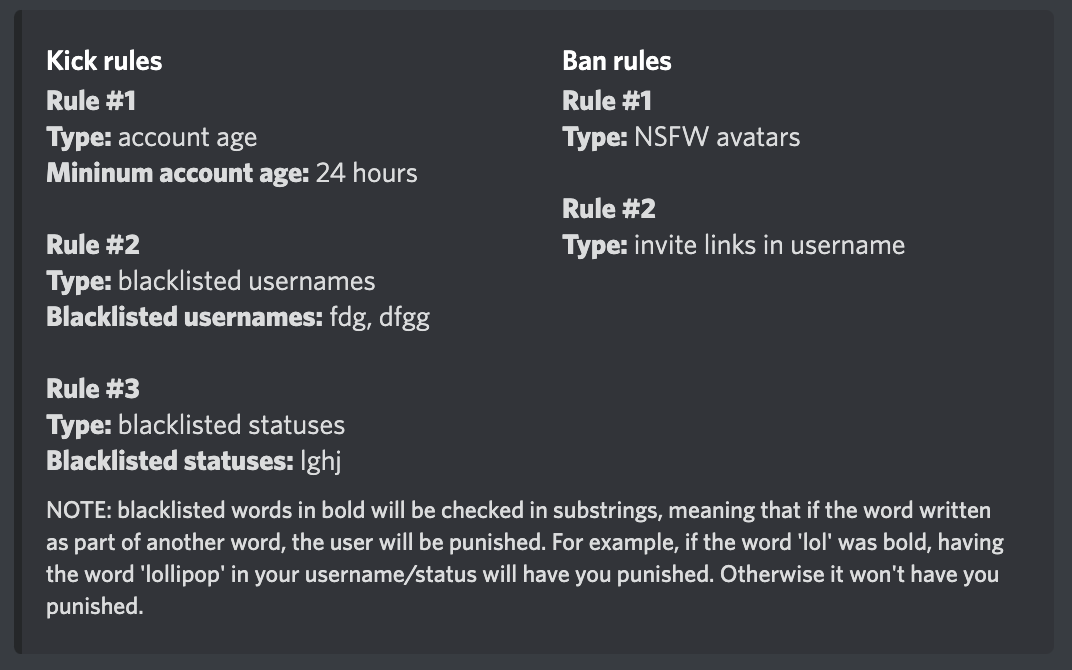 Kick rules
Rule #1
Type: account age
Mininum account age: 24 hours
Rule #2
Type: blacklisted usernames
Blacklisted usernames: fdg, dfgg
Rule #3
Type: blacklisted statuses
Blacklisted statuses: lghj
Ban rules
Rule #1
Type: NSFW avatars
Rule #2
Type: invite links in username
NOTE: blacklisted words in bold will be checked in substrings, meaning that if the word written
as part of another word, the user will be punished. For example, if the word 'lol' was bold, having
the word 'lollipop' in your username/status will have you punished. Otherwise it won't have you
punished.